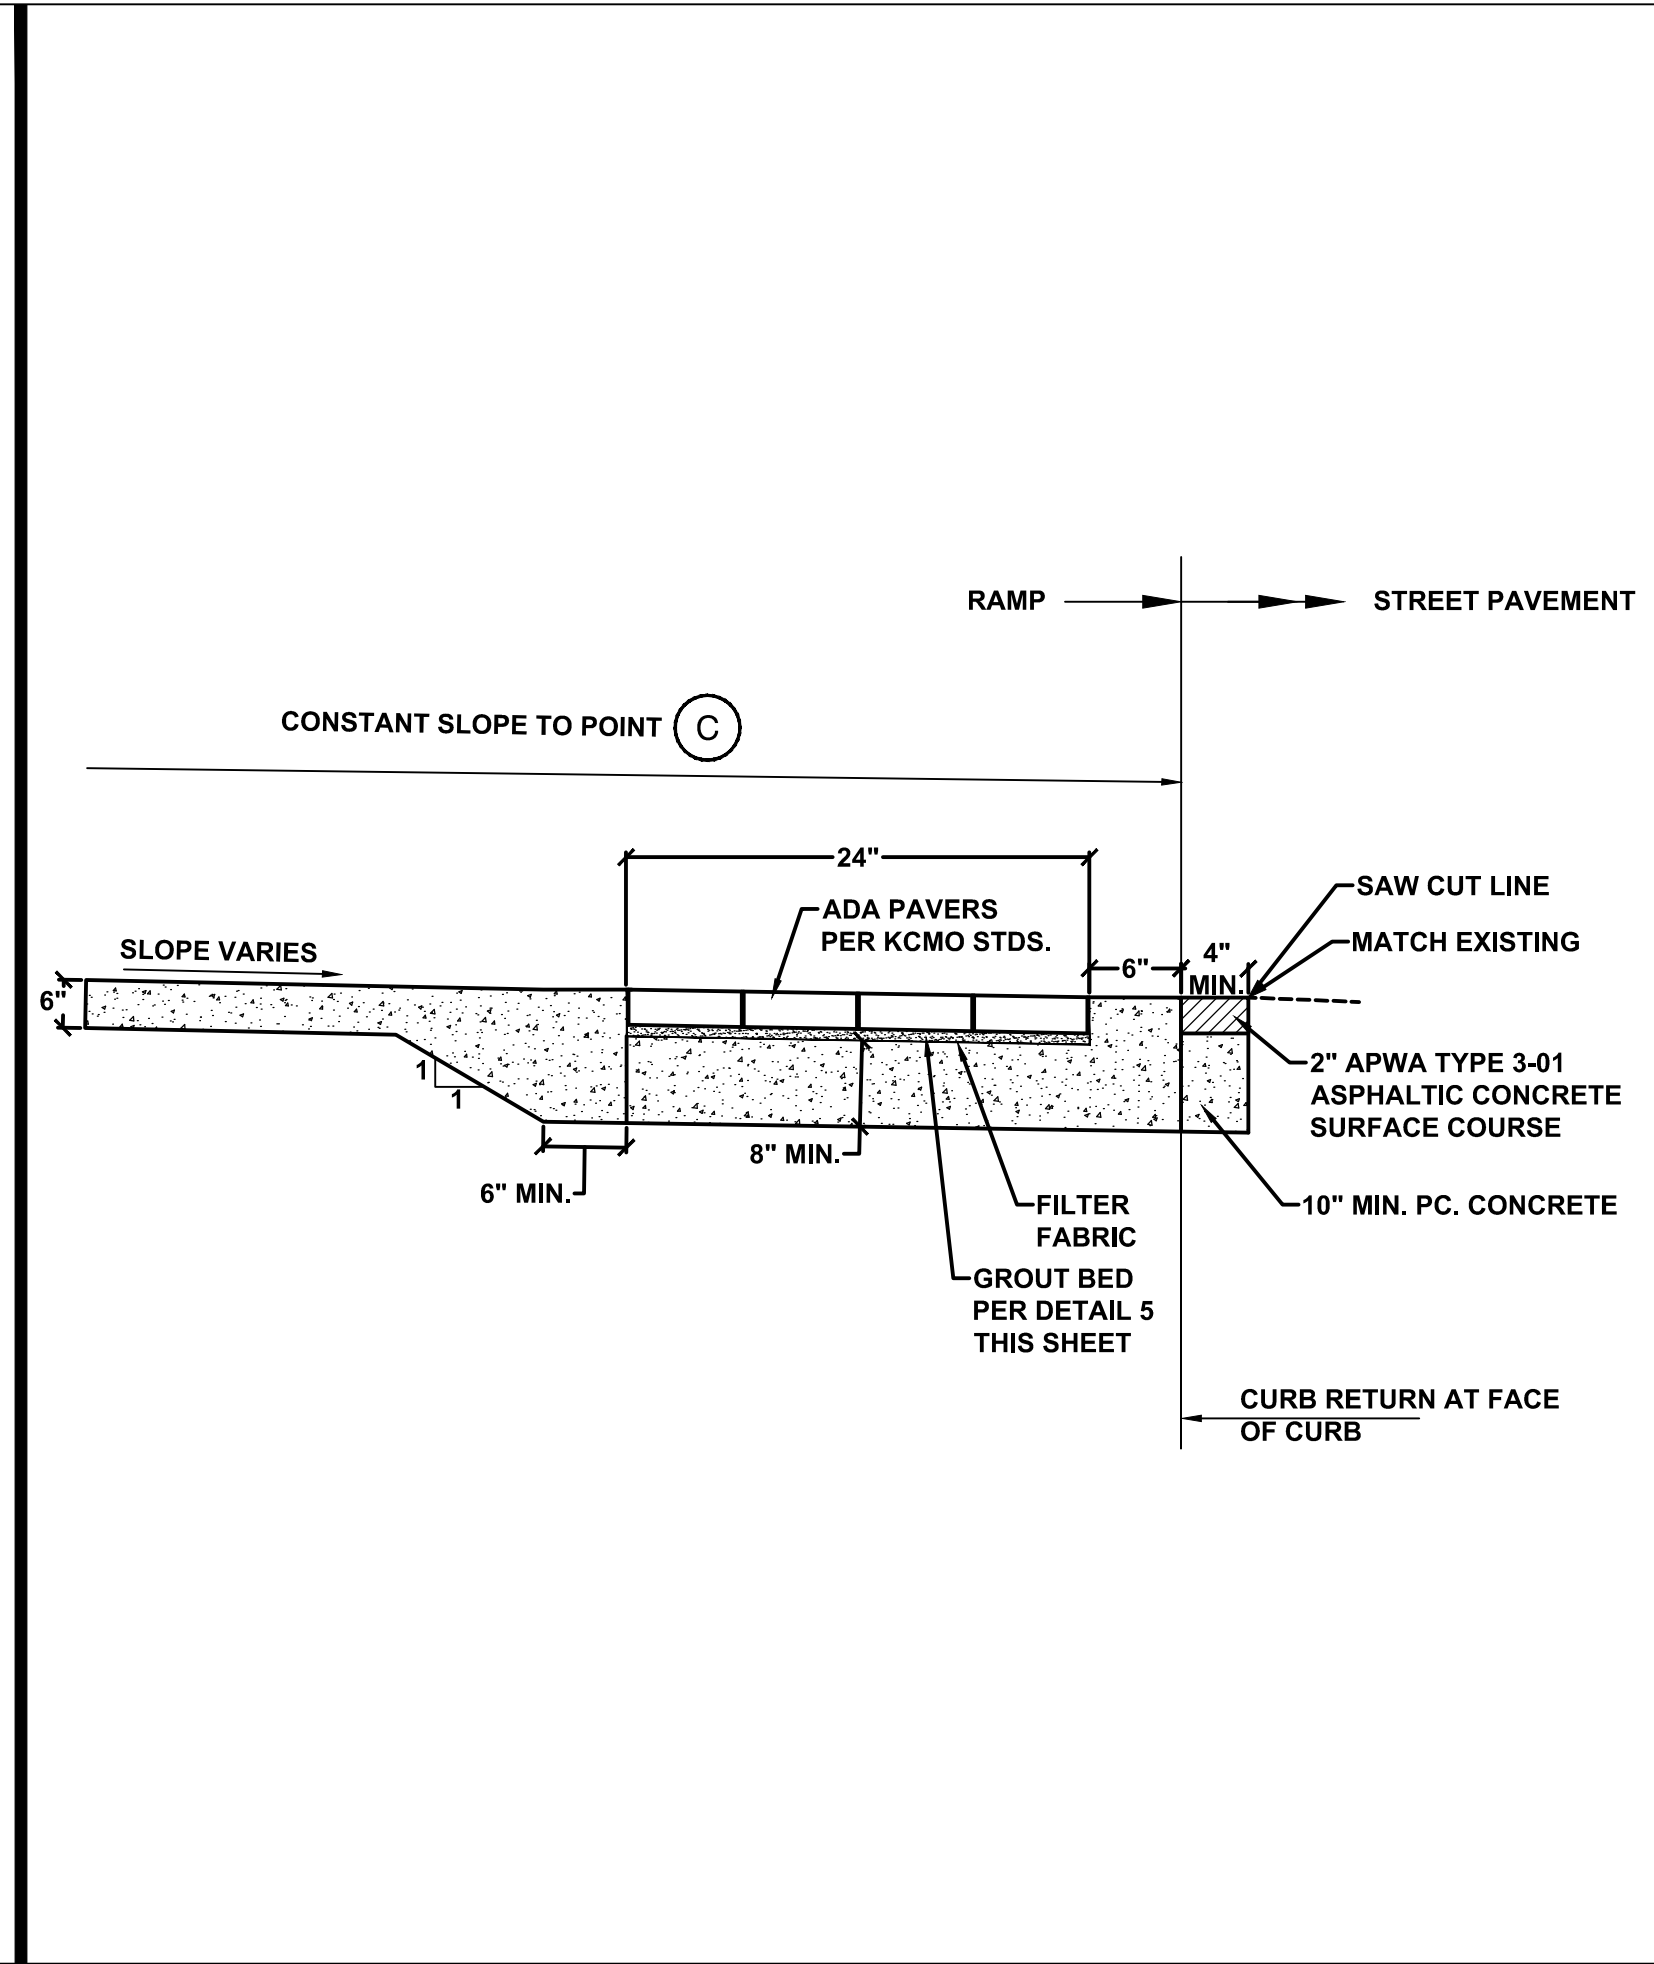 RAMP
STREET PAVEMENT
CONSTANT SLOPE TO POINT C
24"
SAW CUT LINE
ADA PAVERS
PER KCMO STDS.
MATCH EXISTING
SLOPE VARIES
6"
4"
MIN.
6"
2" APWA TYPE 3-01
ASPHALTIC CONCRETE
SURFACE COURSE
1
1
8" MIN.
6" MIN.
FILTER
FABRIC
10" MIN. PC. CONCRETE
GROUT BED
PER DETAIL 5
THIS SHEET
CURB RETURN AT FACE
OF CURB